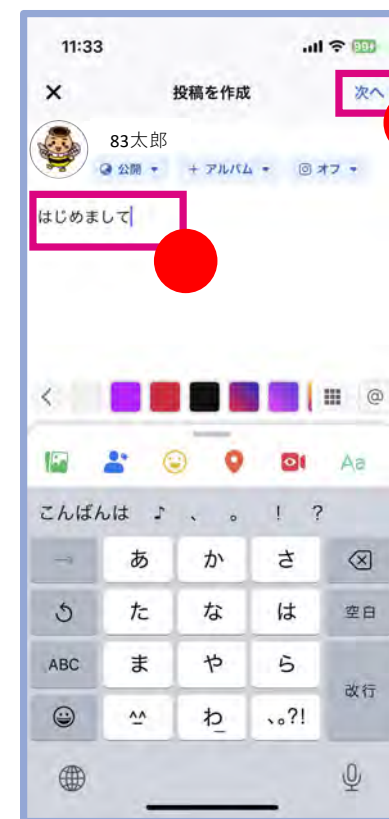 11:33
99+
投稿を作成
次へ
83太郎
公開
+ アルバム
オフ
はじめまして
@
Aa
こんばんは ♪ 、 。 ! ?
→ あ か さ
た な は 空白
ABC ま や ら 改行
^^ わ_ 、。?!